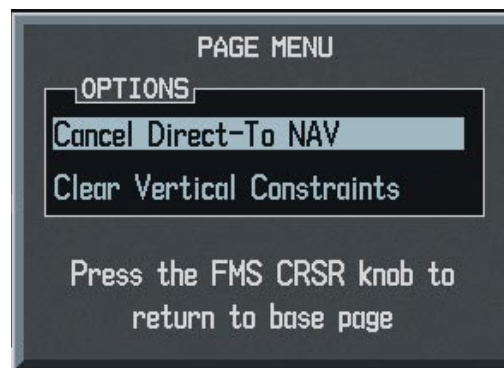 PAGE MENU
OPTIONS
Cancel Direct-To NAV
Clear Vertical Constraints
Press the FMS CRSR knob to
return to base page